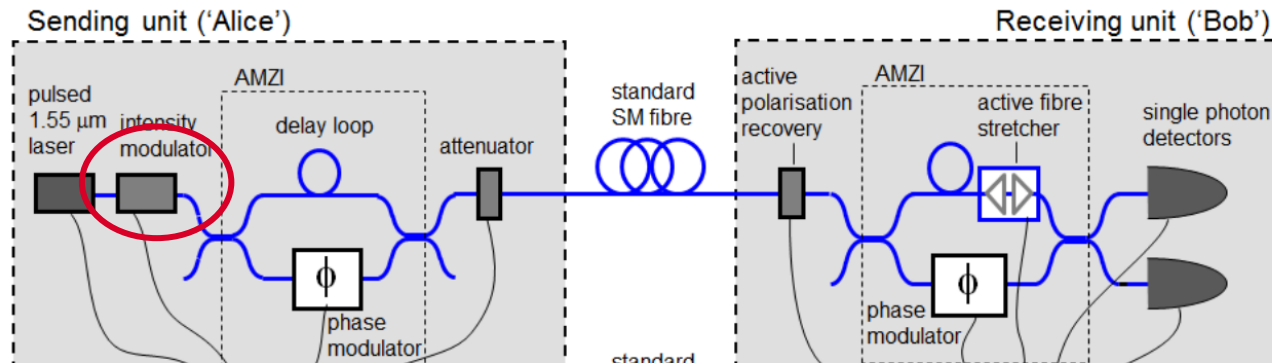 Sending unit ('Alice')
Receiving unit ('Bob')
AMZI
pulsed
1.55 μm
laser
intensity
modulator
delay loop
attenuator
phase
modulator
standard
SM fibre
active
polarisation
recovery
AMZI
active fibre
stretcher
single photon
detectors
phase
modulator
ϕ
ϕ
standard